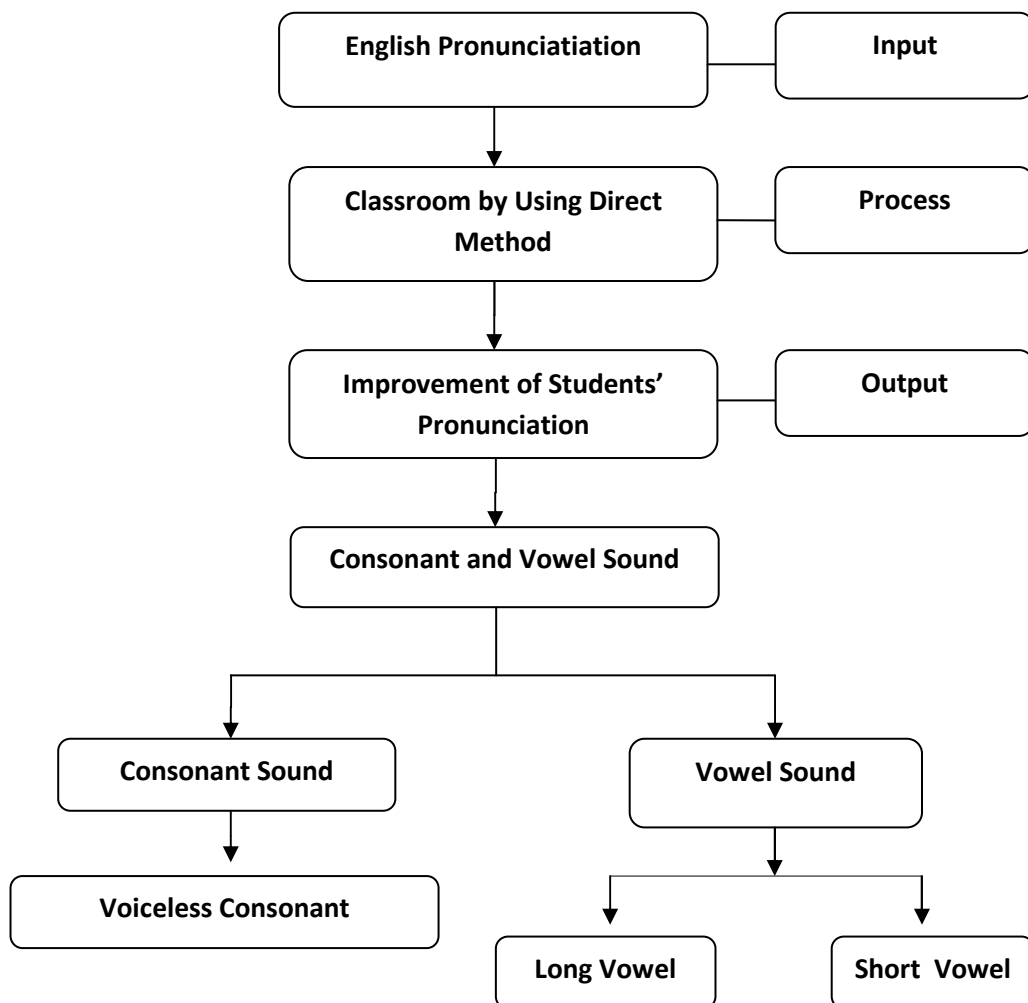 English Pronunciatiation
Input
Classroom by Using Direct
Method
Process
Improvement of Students’
Pronunciation
Output
Consonant and Vowel Sound
Consonant Sound
Vowel Sound
Voiceless Consonant
Long Vowel
Short  Vowel